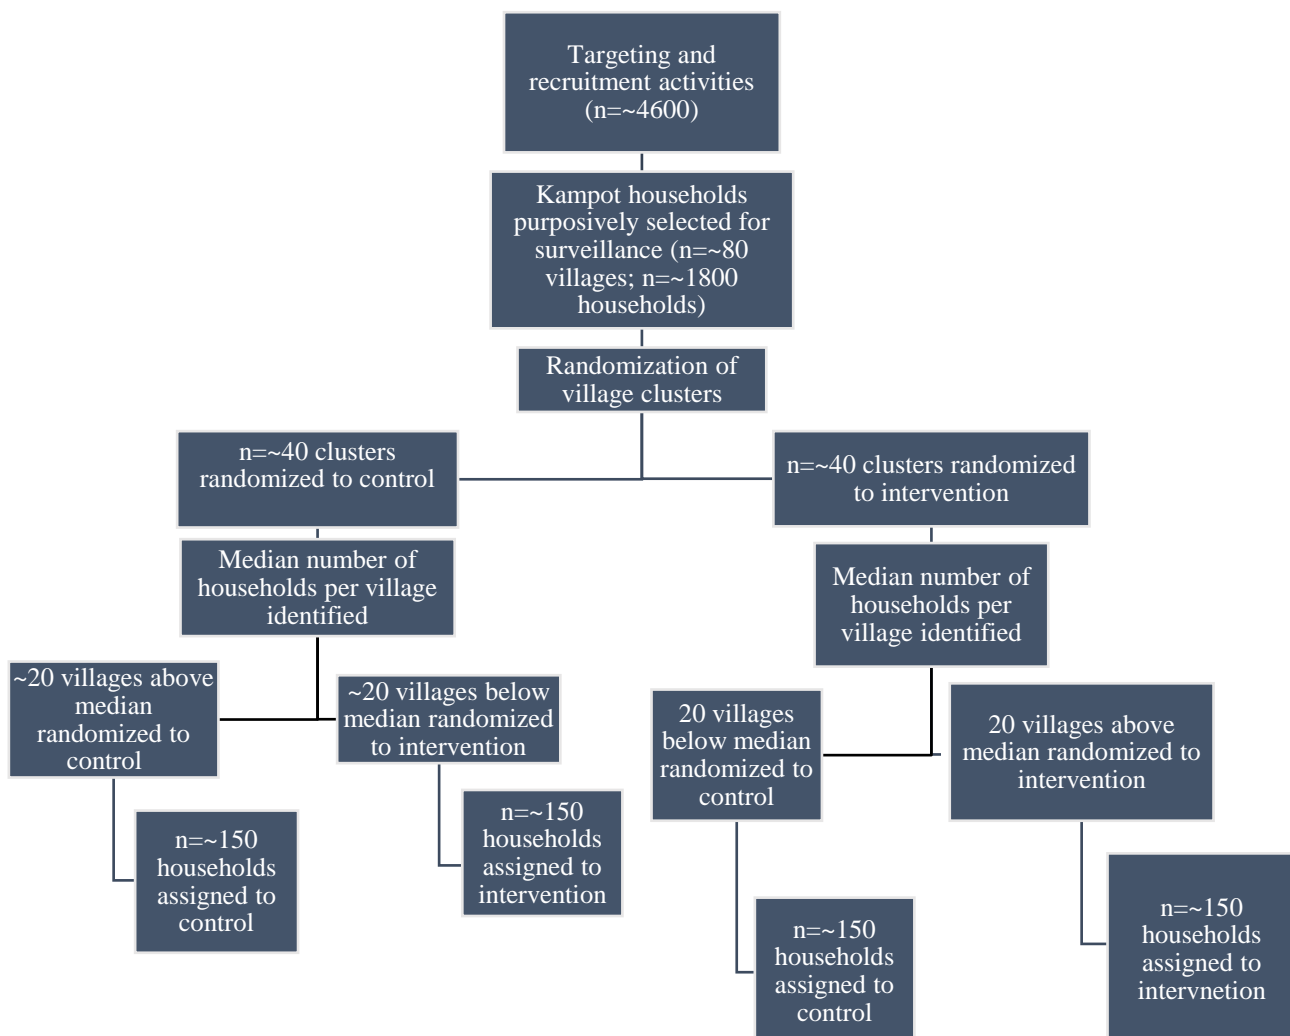 Targeting and
recruitment activities
(n=~4600)
Kampot households
purposively selected for
surveillance (n=~80
villages; n=~1800
households)
Randomization of
village clusters
n=~40 clusters
randomized to control
n=~40 clusters randomized
to intervention
Median number of
households per village
identified
Median number of
households per
village identified
~20 villages above
median
randomized to
control
~20 villages below
median randomized
to intervention
20 villages
below median
randomized to
control
20 villages above
median randomized to
intervention
n=~150
households
assigned to
control
n=~150
households
assigned to
intervention
n=~150
households
assigned to
control
n=~150
households
assigned to
intervnetion